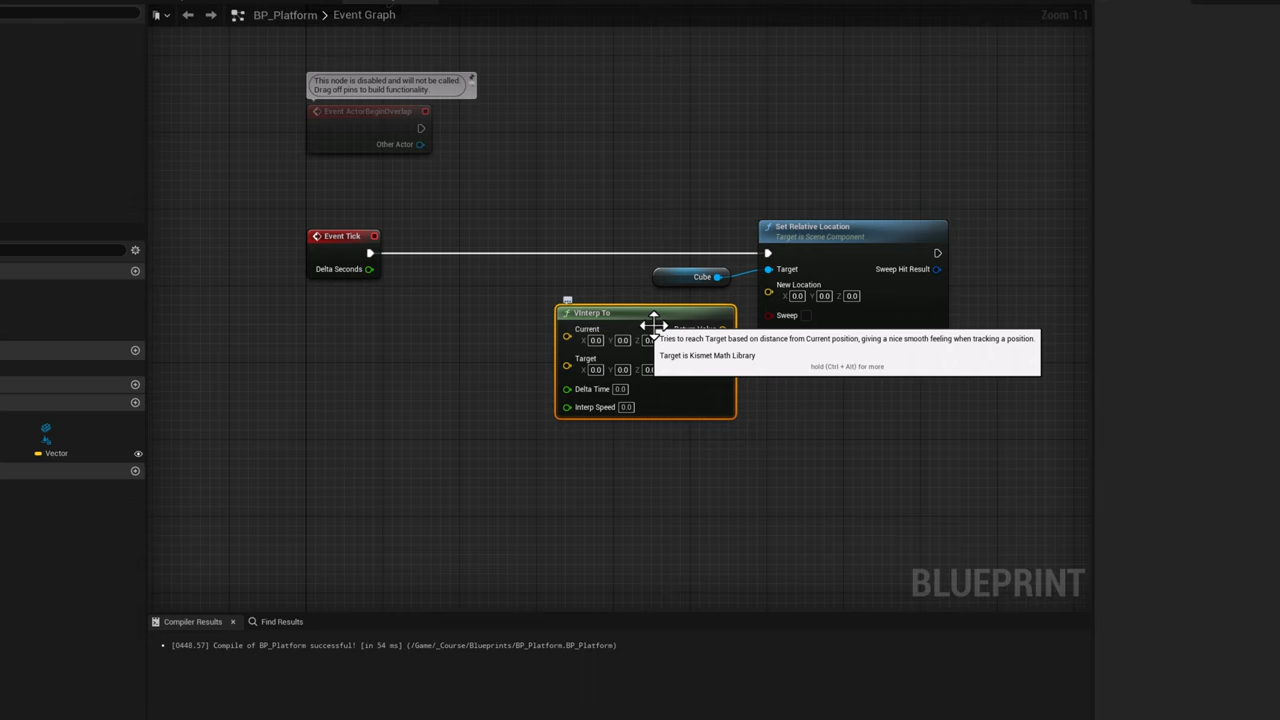 BP_Platform > Event Graph
Zoom 1:1
This node is disabled and will not be called.
Drag off pins to build functionality.
Event ActorBeginOverlap
Other Actor
Event Tick
Delta Seconds
Set Relative Location
Target is Scene Component
Cube
Target
Sweep Hit Result
New Location
X 0.0 Y 0.0 Z 0.0
Sweep
VInterp To
Current
Return Value
X 0.0 Y 0.0 Z 0.0
Target
X 0.0 Y 0.0 Z 0.0
Delta Time 0.0
Interp Speed 0.0
Tries to reach Target based on distance from Current position, giving a nice smooth feeling when tracking a position.
Target is Kismet Math Library
hold (Ctrl + Alt) for more
Vector
BLUEPRINT
Compiler Results
Find Results
[0448.57] Compile of BP_Platform successful! [in 54 ms] (/Game/_Course/Blueprints/BP_Platform.BP_Platform)